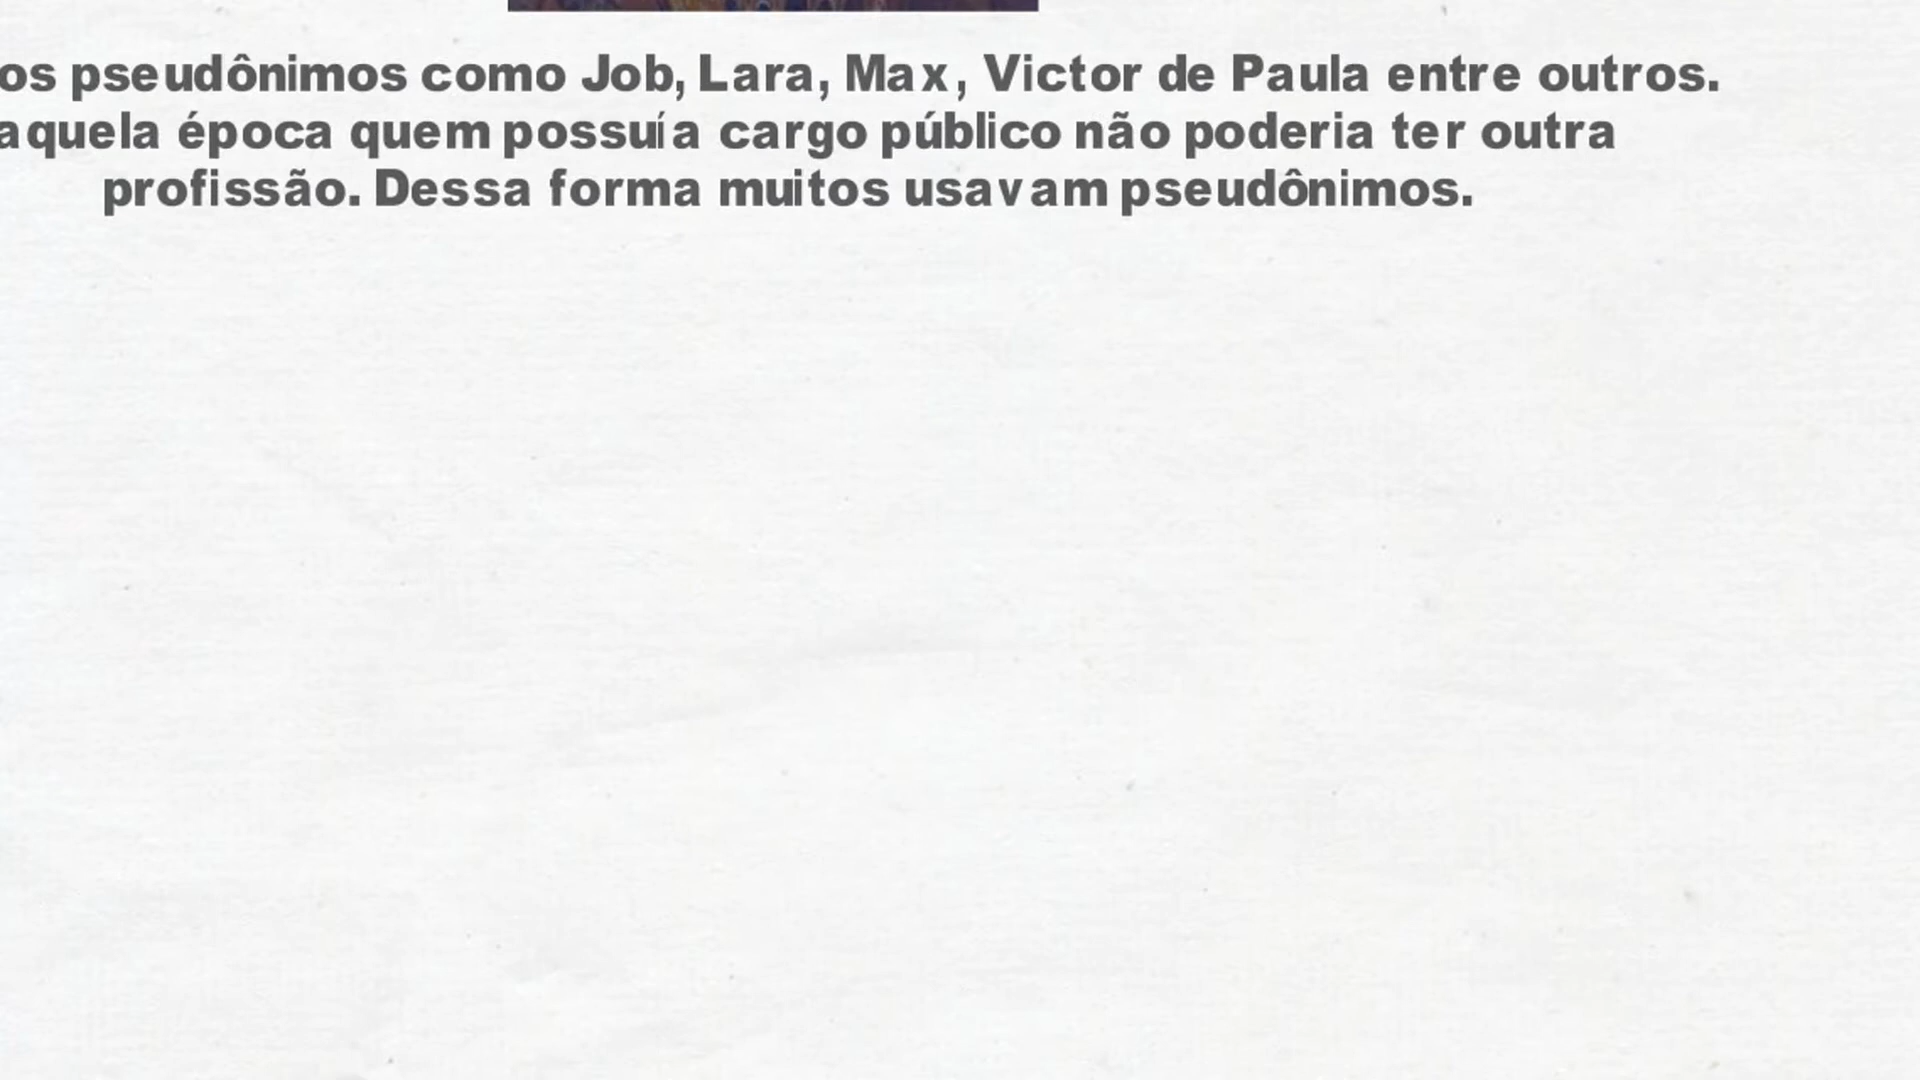 os pseudônimos como Job, Lara, Max, Victor de Paula entre outros.
aquela época quem possuía cargo público não poderia ter outra
profissão. Dessa forma muitos usavam pseudônimos.